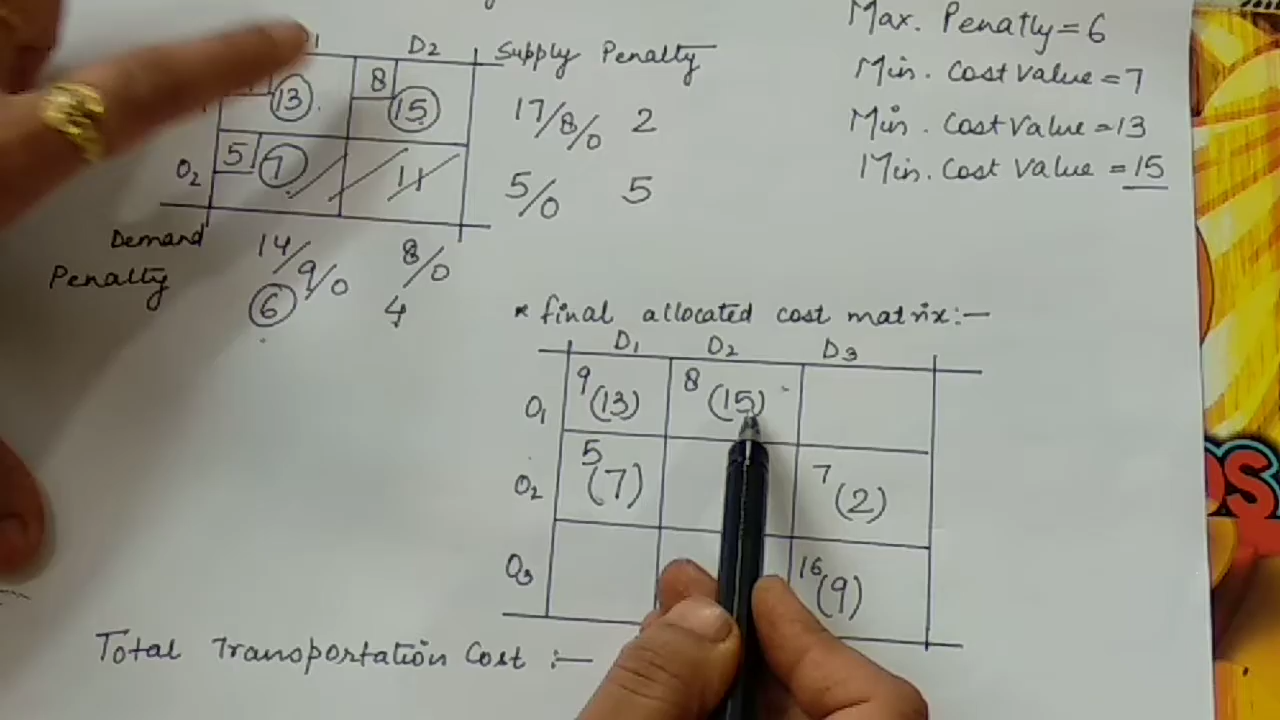 D1 D2 Supply Penalty
13 8 15 17/8/0 2
O2 5 7 11 5/0 5
Demand 14/9/0 8/0
Penalty 6 4
Max. Penatly = 6
Min. Cost Value = 7
Min. Cost Value = 13
Min. Cost Value = 15
* final allocated cost matrix:-
D1 D2 D3
O1 9 (13) 8 (15)
O2 5 (7) 7 (2)
O3 16 (9)
Total Transportation Cost :-